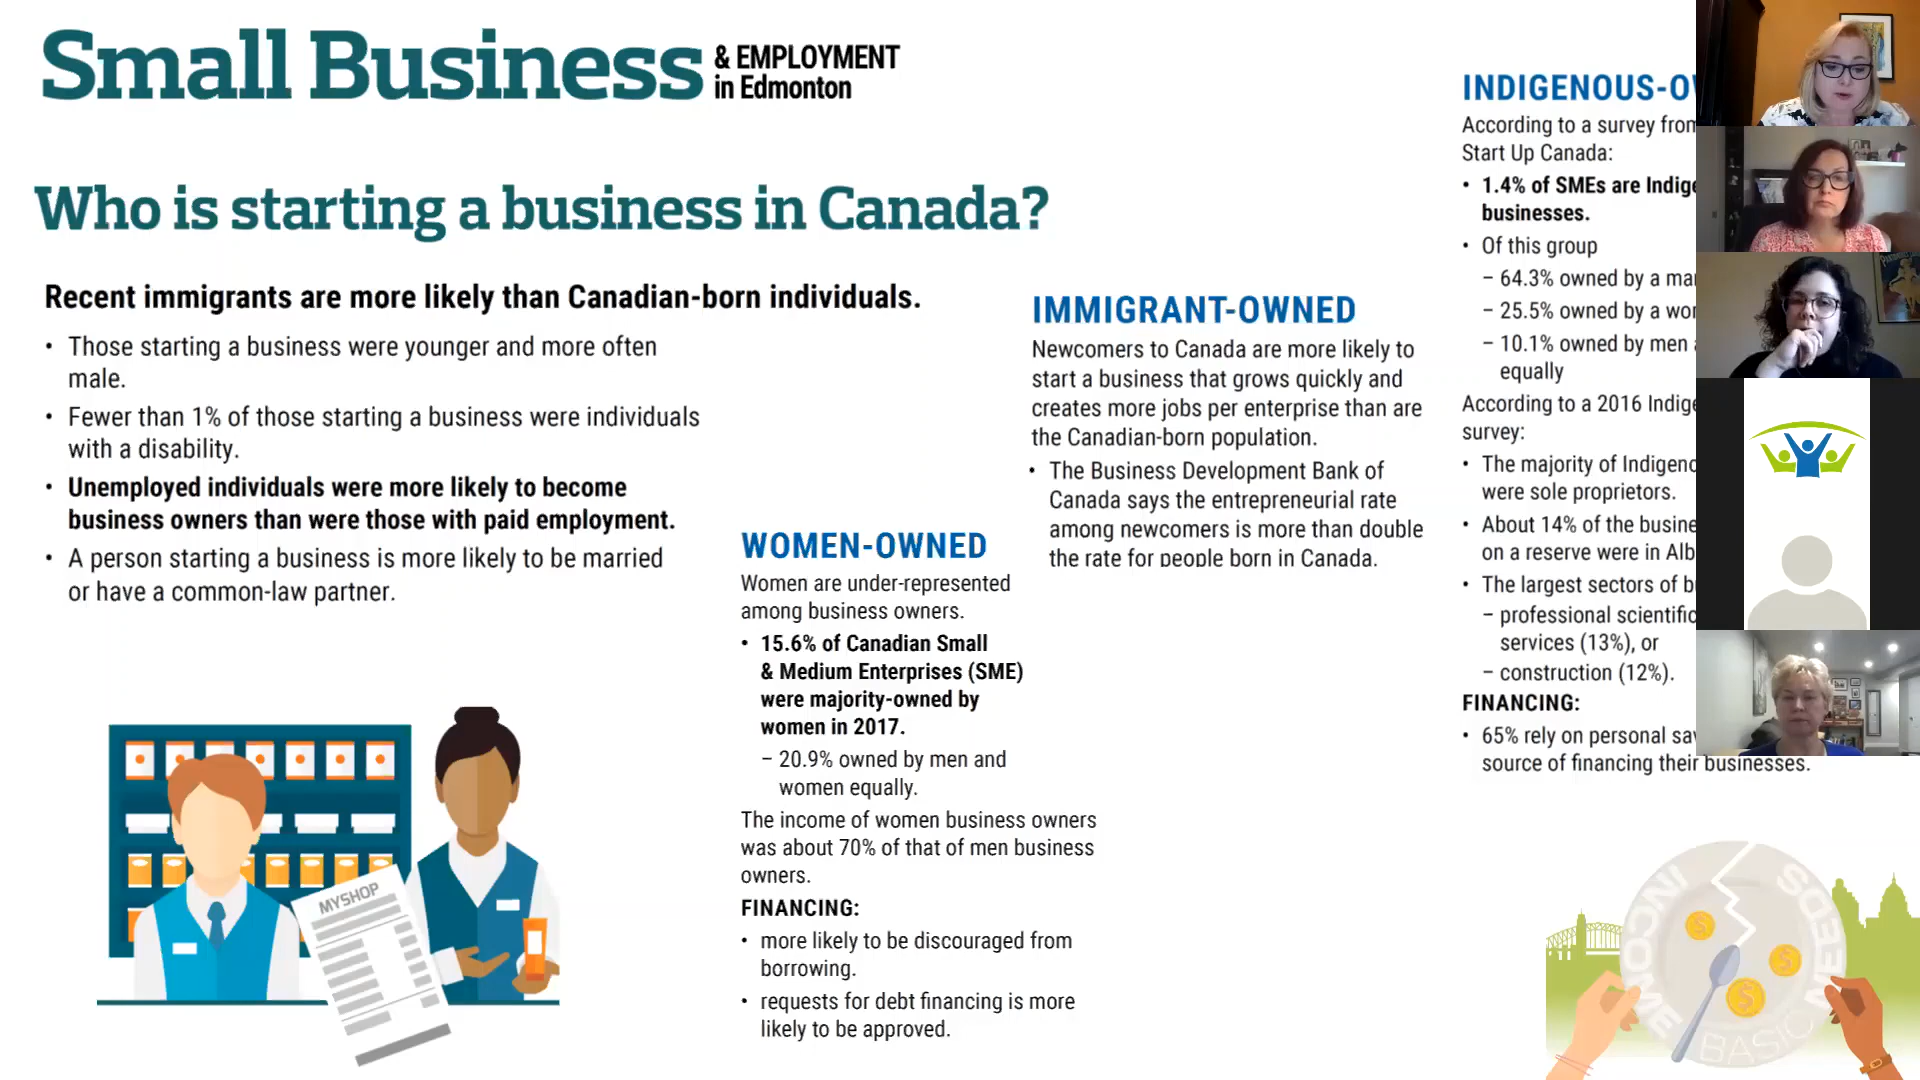 Small Business & EMPLOYMENT
in Edmonton
Who is starting a business in Canada?
Recent immigrants are more likely than Canadian-born individuals.
• Those starting a business were younger and more often
male.
• Fewer than 1% of those starting a business were individuals
with a disability.
• Unemployed individuals were more likely to become
business owners than were those with paid employment.
• A person starting a business is more likely to be married
or have a common-law partner.
MYSHOP
WOMEN-OWNED
Women are under-represented
among business owners.
• 15.6% of Canadian Small
& Medium Enterprises (SME)
were majority-owned by
women in 2017.
– 20.9% owned by men and
women equally.
The income of women business owners
was about 70% of that of men business
owners.
FINANCING:
• more likely to be discouraged from
borrowing.
• requests for debt financing is more
likely to be approved.
IMMIGRANT-OWNED
Newcomers to Canada are more likely to
start a business that grows quickly and
creates more jobs per enterprise than are
the Canadian-born population.
• The Business Development Bank of
Canada says the entrepreneurial rate
among newcomers is more than double
the rate for people born in Canada.
INDIGENOUS-O
According to a survey from
Start Up Canada:
• 1.4% of SMEs are Indige
businesses.
• Of this group
– 64.3% owned by a ma
– 25.5% owned by a wo
– 10.1% owned by men
equally
According to a 2016 Indige
survey:
• The majority of Indigeno
were sole proprietors.
• About 14% of the busine
on a reserve were in Alb
• The largest sectors of b
– professional scientific
services (13%), or
– construction (12%).
FINANCING:
• 65% rely on personal sa
source of financing their businesses.
INCOME
BASIC NEEDS